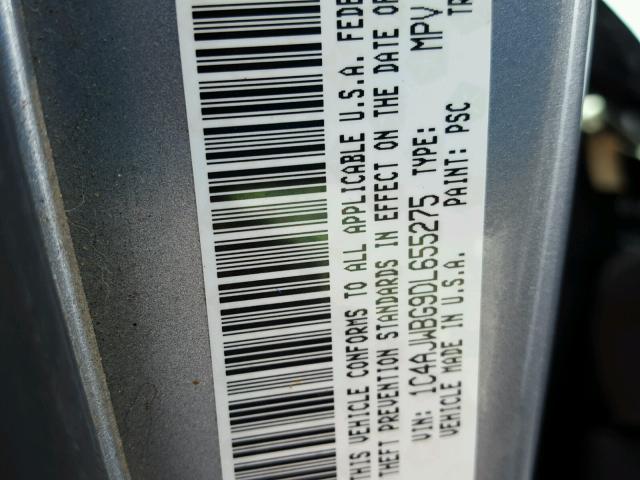 THIS VEHICLE CONFORMS TO ALL APPLICABLE U.S.A. FEDE
THEFT PREVENTION STANDARDS IN EFFECT ON THE DATE OF
VIN: 1C4AJWBG9DL655275 TYPE: MPV
VEHICLE MADE IN U.S.A. PAINT: PSC TR